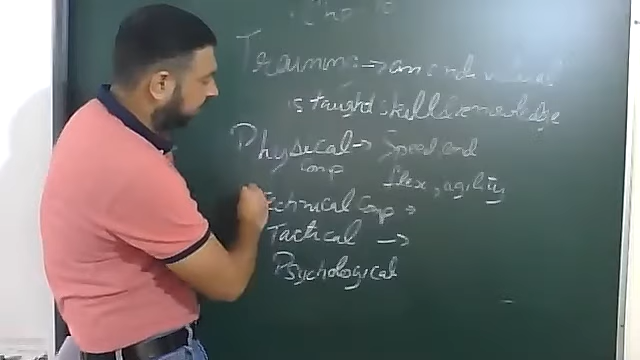 Training → an individual
is taught skill & knowledge
Physical → Speed end
comp flex, agility
Technical comp →
Tactical →
Psychological